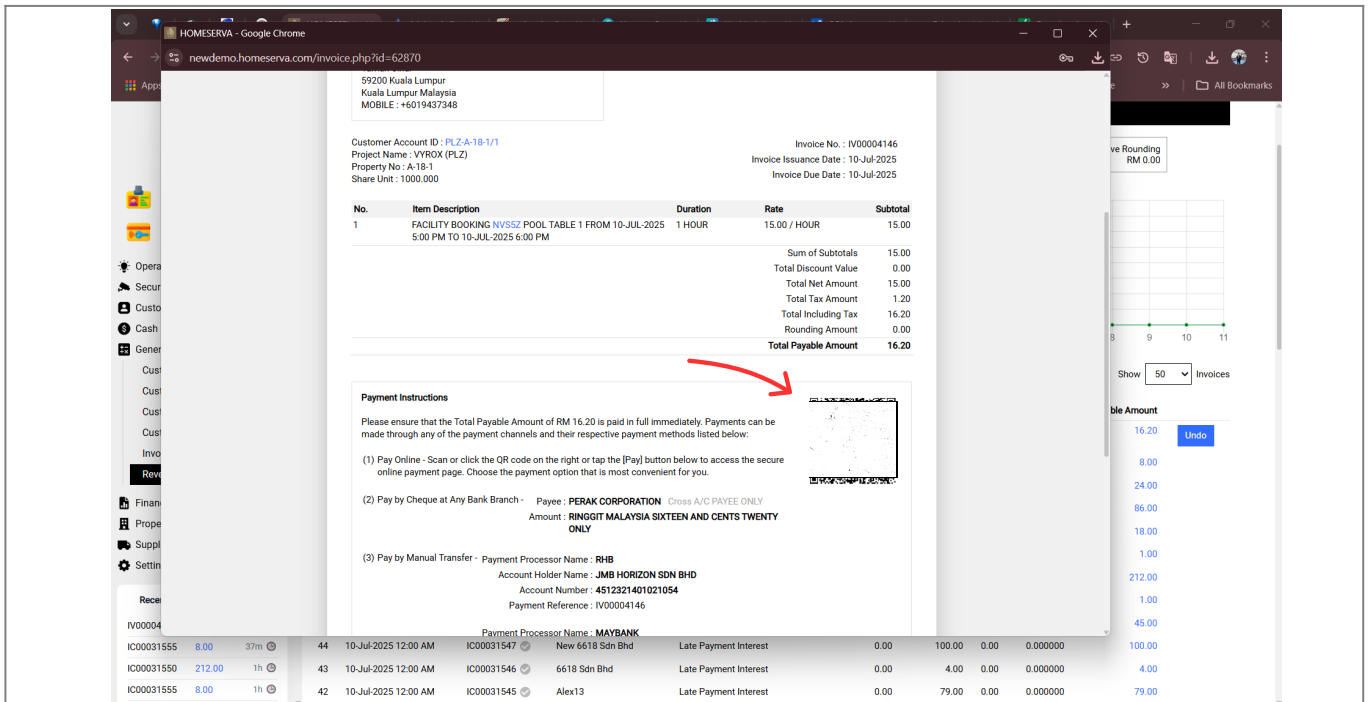 HOMESERVA - Google Chrome
newdemo.homeserva.com/invoice.php?id=62870
Apps
All Bookmarks
59200 Kuala Lumpur
Kuala Lumpur Malaysia
MOBILE : +6019437348
Customer Account ID : PLZ-A-18-1/1
Project Name : VYROX (PLZ)
Property No : A-18-1
Share Unit : 1000.000
Invoice No. : IV00004146
Invoice Issuance Date : 10-Jul-2025
Invoice Due Date : 10-Jul-2025
ve Rounding
RM 0.00
No. Item Description Duration Rate Subtotal
1 FACILITY BOOKING NVS5Z POOL TABLE 1 FROM 10-JUL-2025 1 HOUR 15.00 / HOUR 15.00
5:00 PM TO 10-JUL-2025 6:00 PM
Sum of Subtotals 15.00
Total Discount Value 0.00
Total Net Amount 15.00
Total Tax Amount 1.20
Total Including Tax 16.20
Rounding Amount 0.00
Total Payable Amount 16.20
Opera
Secur
Custo
Cash
Gener
Cust
Cust
Cust
Cust
Invo
Reve
Finan
Prope
Suppl
Settin
8 9 10 11
Show 50 Invoices
ble Amount
16.20 Undo
8.00
24.00
86.00
18.00
1.00
212.00
1.00
45.00
Payment Instructions
Please ensure that the Total Payable Amount of RM 16.20 is paid in full immediately. Payments can be
made through any of the payment channels and their respective payment methods listed below:
(1) Pay Online - Scan or click the QR code on the right or tap the [Pay] button below to access the secure
online payment page. Choose the payment option that is most convenient for you.
(2) Pay by Cheque at Any Bank Branch - Payee : PERAK CORPORATION Cross A/C PAYEE ONLY
Amount : RINGGIT MALAYSIA SIXTEEN AND CENTS TWENTY
ONLY
(3) Pay by Manual Transfer - Payment Processor Name : RHB
Account Holder Name : JMB HORIZON SDN BHD
Account Number : 4512321401021054
Payment Reference : IV00004146
Payment Processor Name : MAYBANK
Rece
IV00004
IC00031555 8.00 37m
IC00031550 212.00 1h
IC00031555 8.00 1h
44 10-Jul-2025 12:00 AM IC00031547 New 6618 Sdn Bhd Late Payment Interest 0.00 100.00 0.00 0.000000 100.00
43 10-Jul-2025 12:00 AM IC00031546 6618 Sdn Bhd Late Payment Interest 0.00 4.00 0.00 0.000000 4.00
42 10-Jul-2025 12:00 AM IC00031545 Alex13 Late Payment Interest 0.00 79.00 0.00 0.000000 79.00